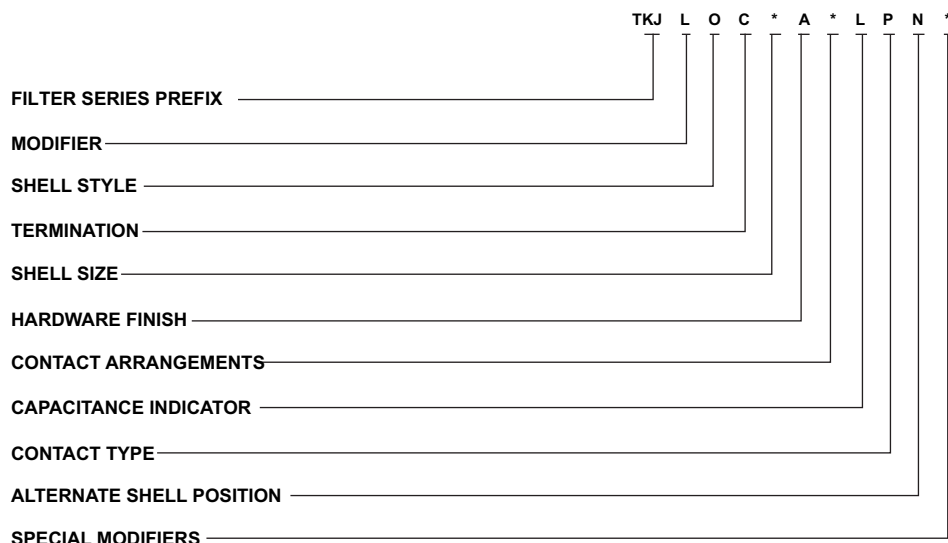 TKJ L O C * A * L P N *
FILTER SERIES PREFIX
MODIFIER
SHELL STYLE
TERMINATION
SHELL SIZE
HARDWARE FINISH
CONTACT ARRANGEMENTS
CAPACITANCE INDICATOR
CONTACT TYPE
ALTERNATE SHELL POSITION
SPECIAL MODIFIERS